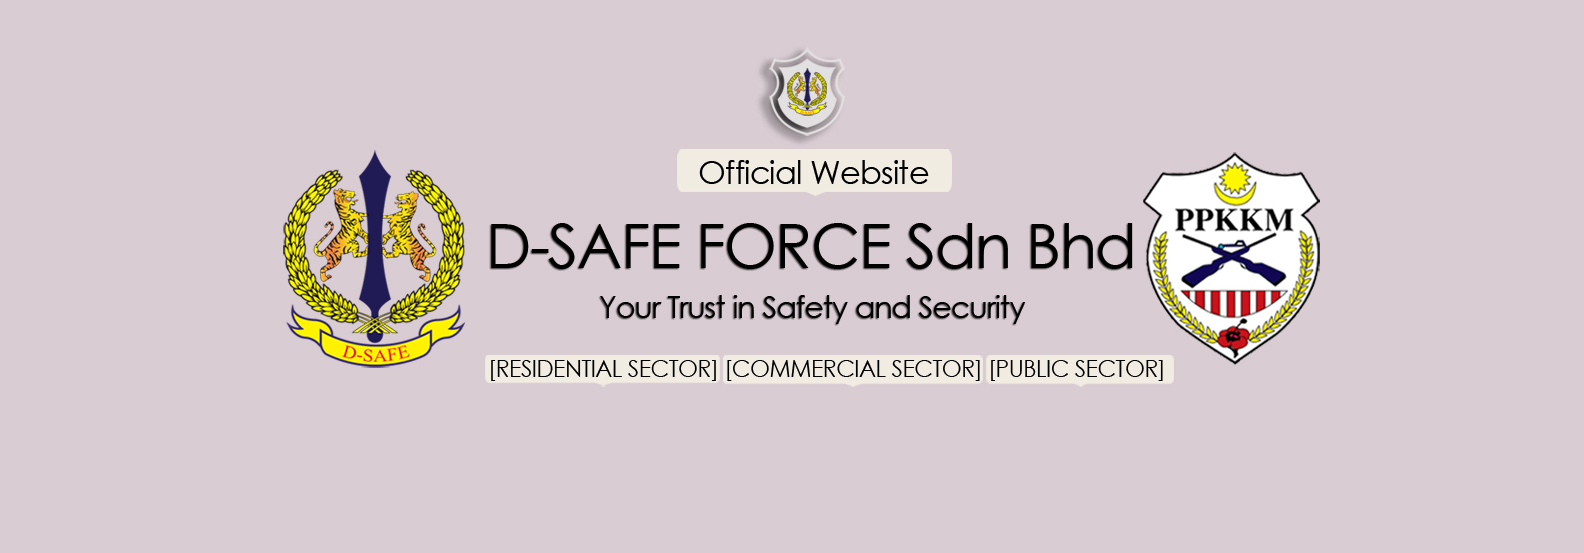 Official Website
D-SAFE FORCE Sdn Bhd
Your Trust in Safety and Security
[RESIDENTIAL SECTOR] [COMMERCIAL SECTOR] [PUBLIC SECTOR]
D-SAFE
PPKKM